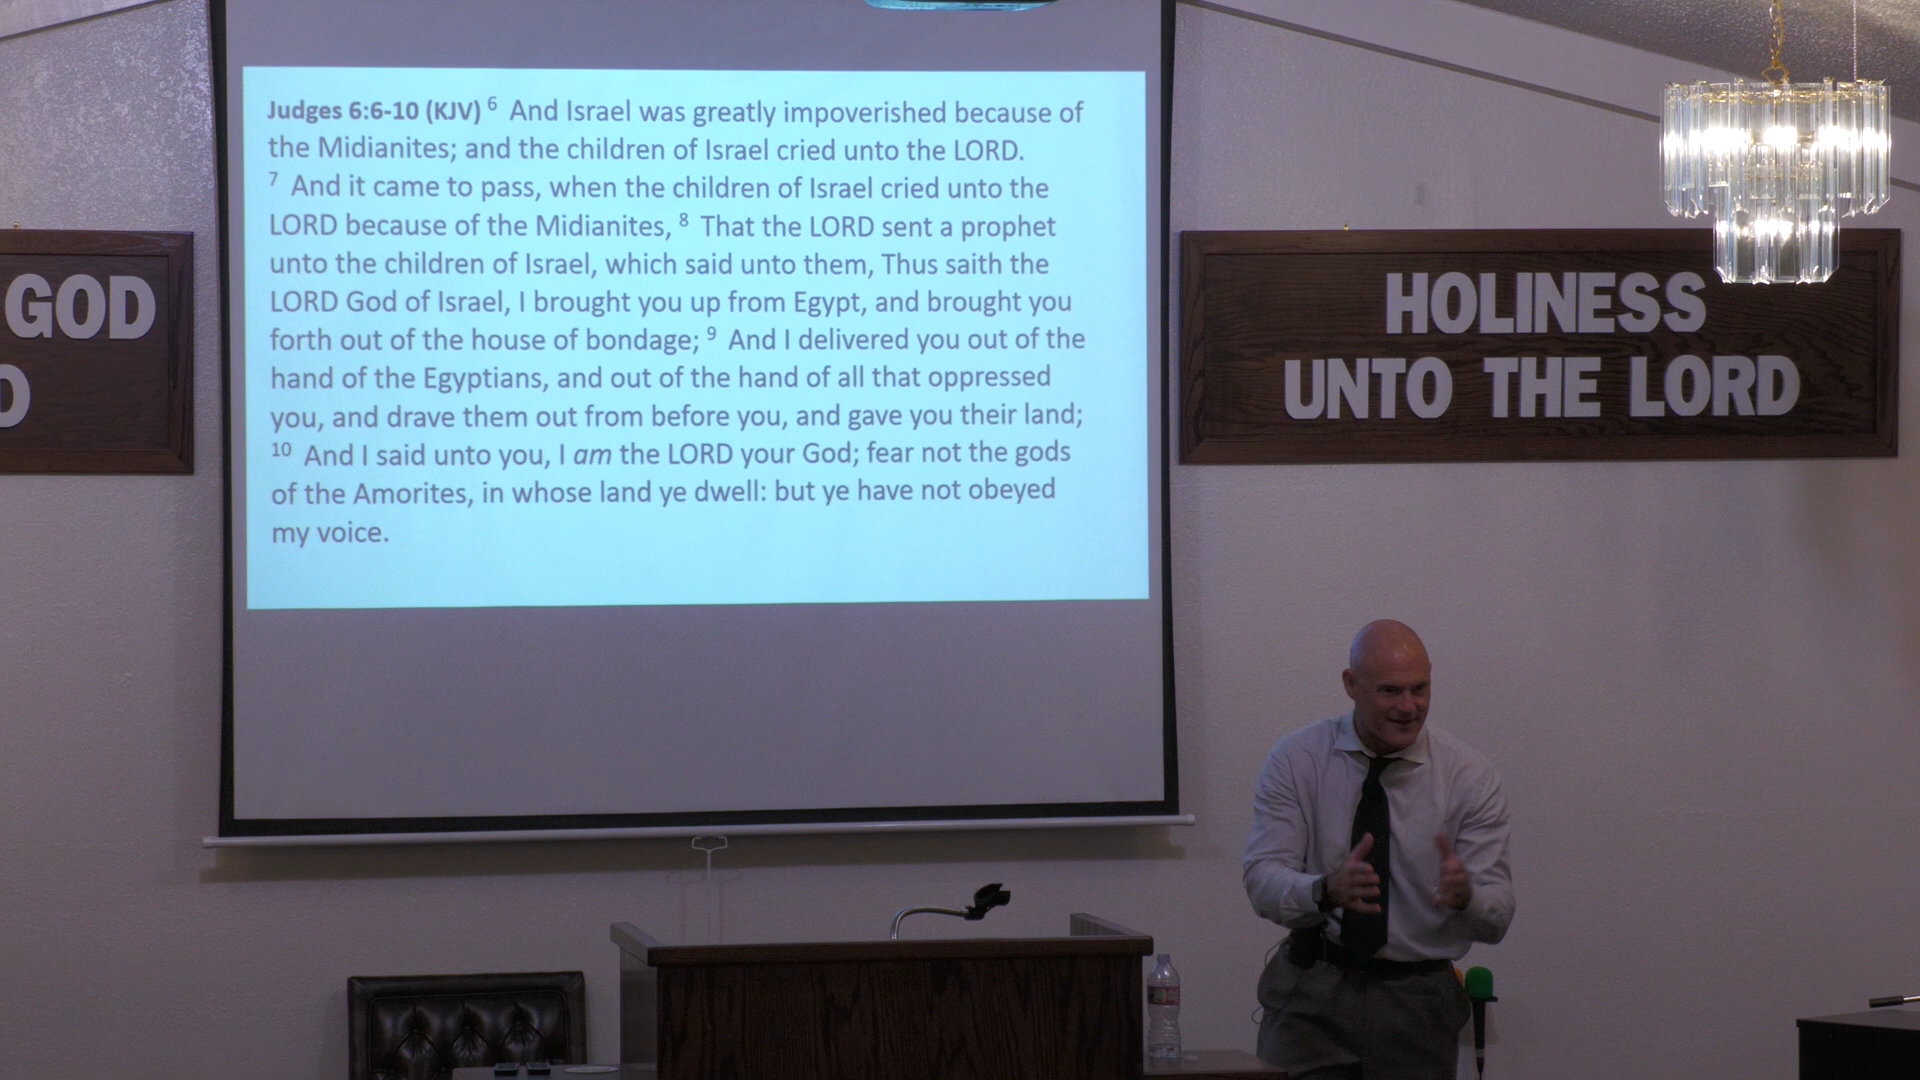 Judges 6:6-10 (KJV) 6 And Israel was greatly impoverished because of
the Midianites; and the children of Israel cried unto the LORD.
7 And it came to pass, when the children of Israel cried unto the
LORD because of the Midianites, 8 That the LORD sent a prophet
unto the children of Israel, which said unto them, Thus saith the
LORD God of Israel, I brought you up from Egypt, and brought you
forth out of the house of bondage; 9 And I delivered you out of the
hand of the Egyptians, and out of the hand of all that oppressed
you, and drave them out from before you, and gave you their land;
10 And I said unto you, I am the LORD your God; fear not the gods
of the Amorites, in whose land ye dwell: but ye have not obeyed
my voice.
GOD
D
HOLINESS
UNTO THE LORD